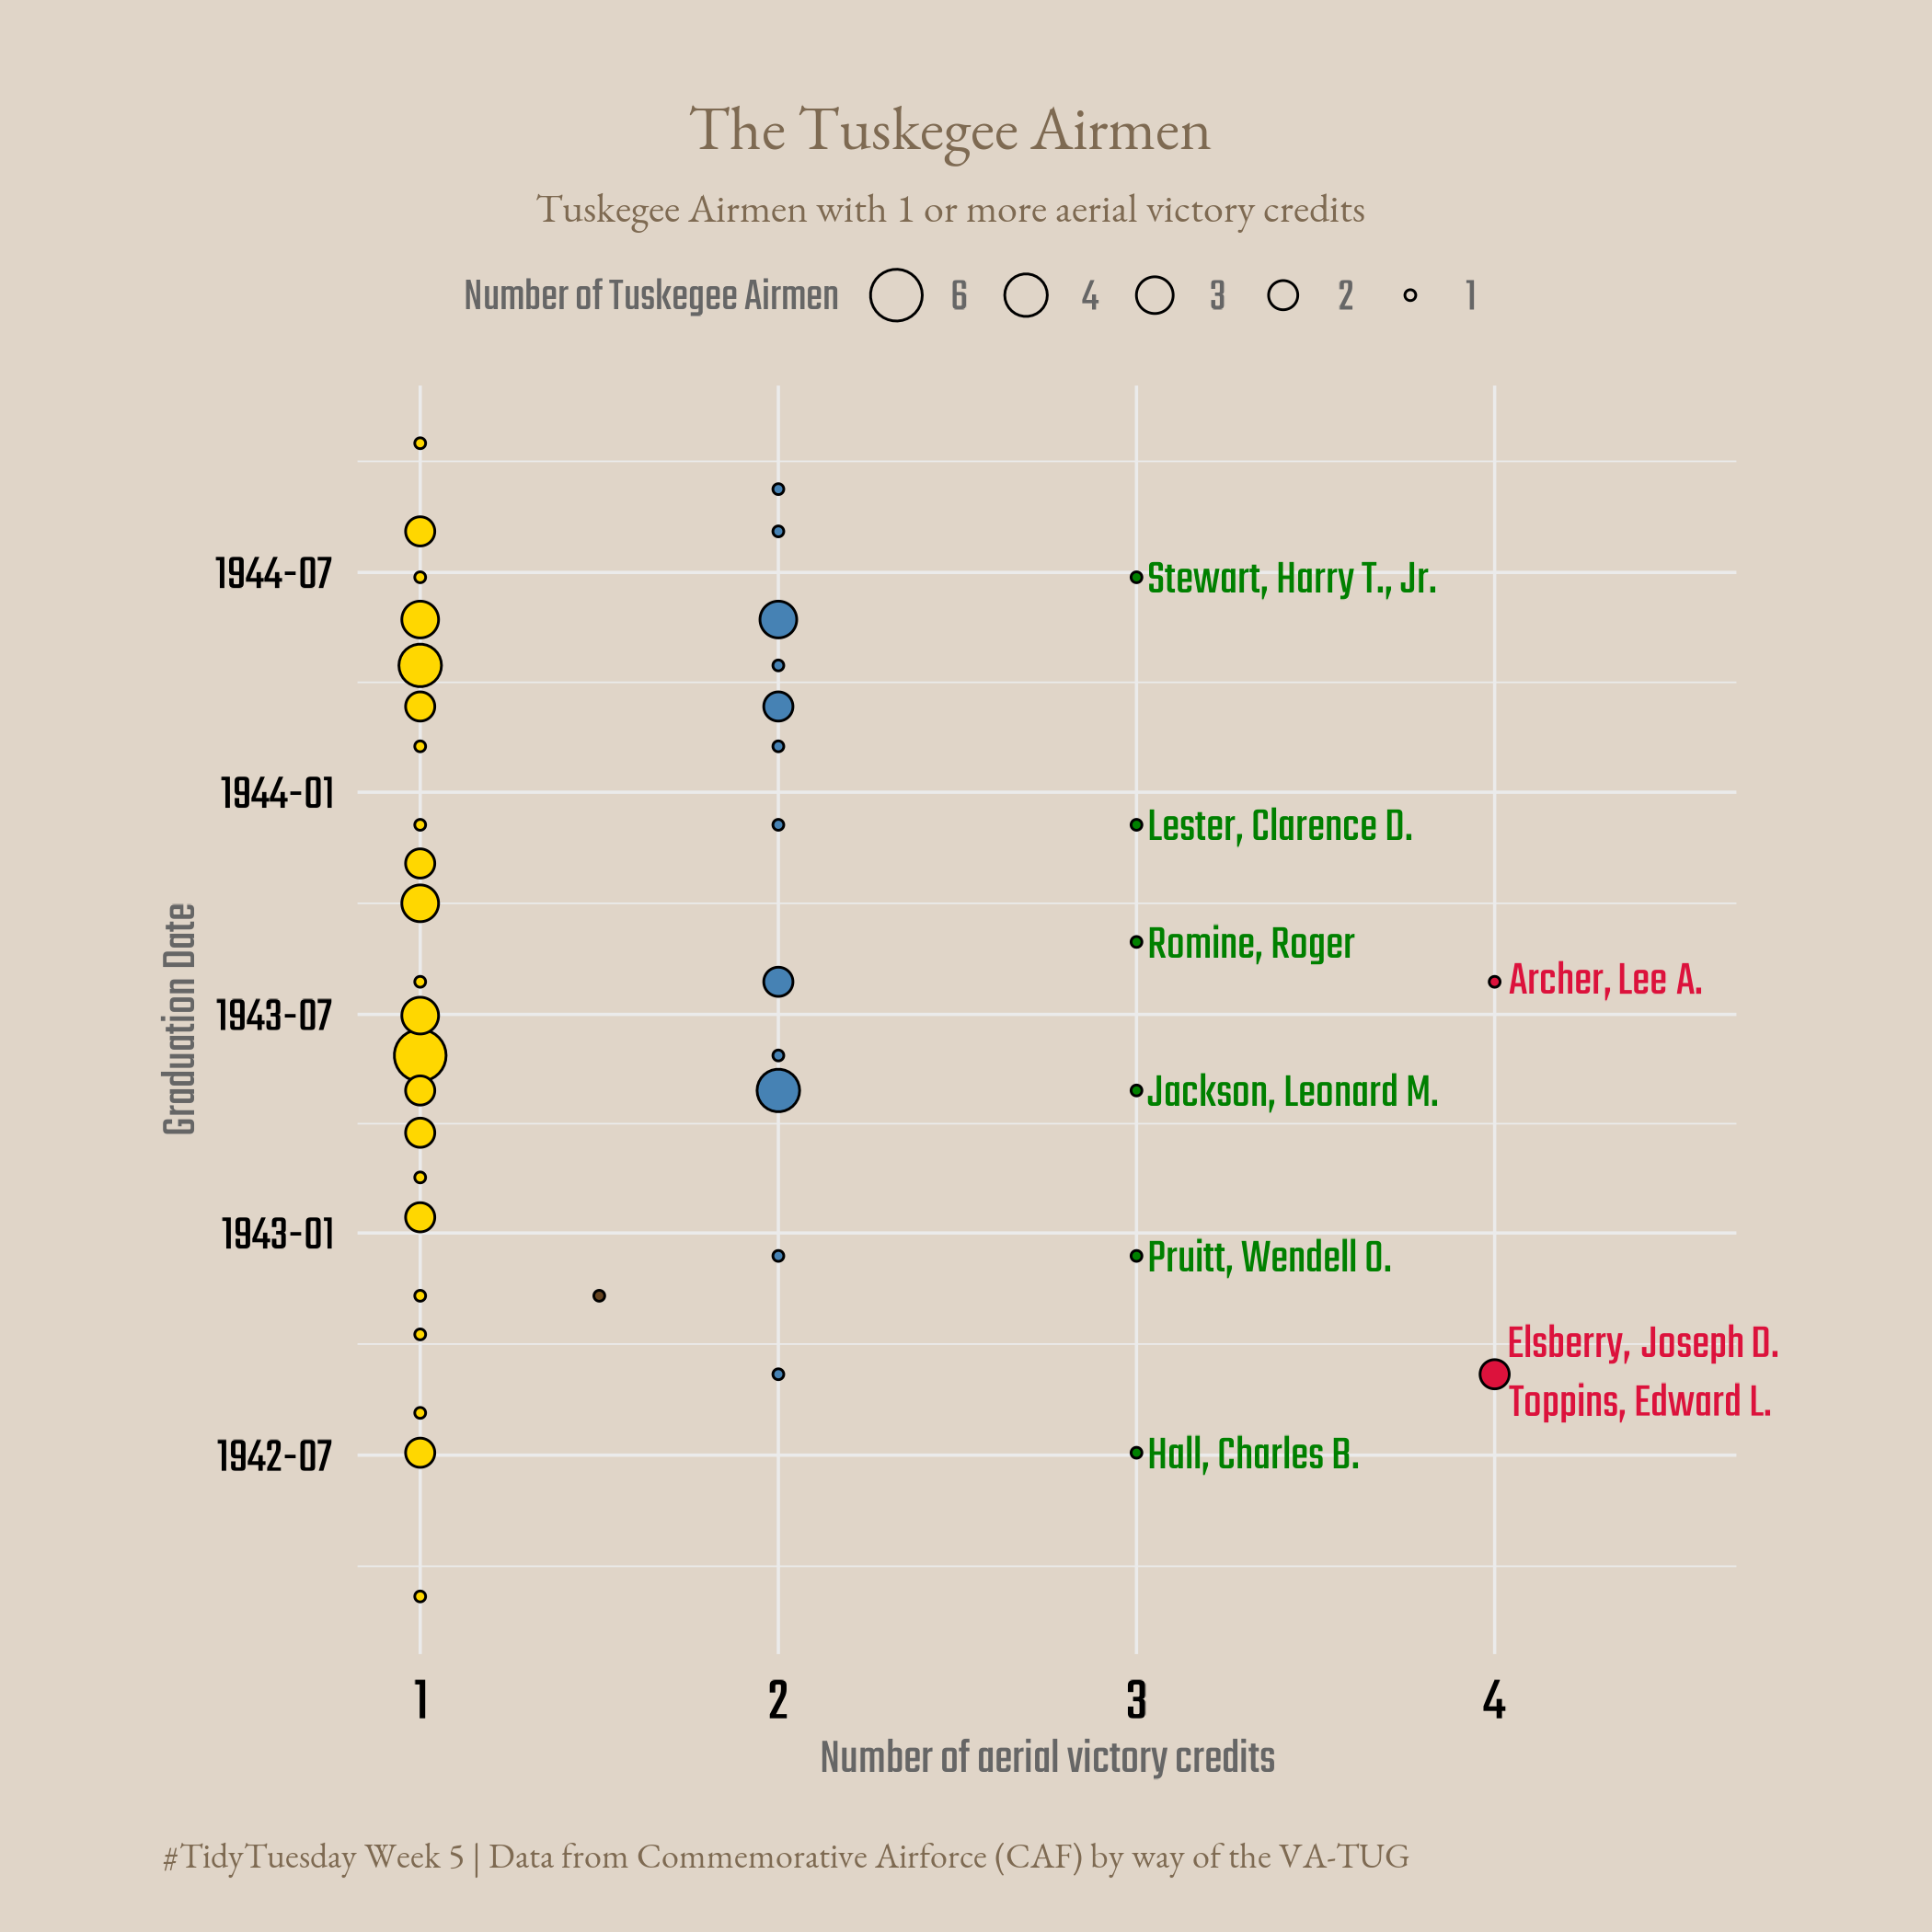 The Tuskegee Airmen
Tuskegee Airmen with 1 or more aerial victory credits
Number of Tuskegee Airmen 6 4 3 2 1
1944-07
Stewart, Harry T., Jr.
1944-01
Lester, Clarence D.
Romine, Roger
Archer, Lee A.
1943-07
Graduation Date
Jackson, Leonard M.
1943-01
Pruitt, Wendell O.
Elsberry, Joseph D.
Toppins, Edward L.
1942-07
Hall, Charles B.
1 2 3 4
Number of aerial victory credits
#TidyTuesday Week 5 | Data from Commemorative Airforce (CAF) by way of the VA-TUG